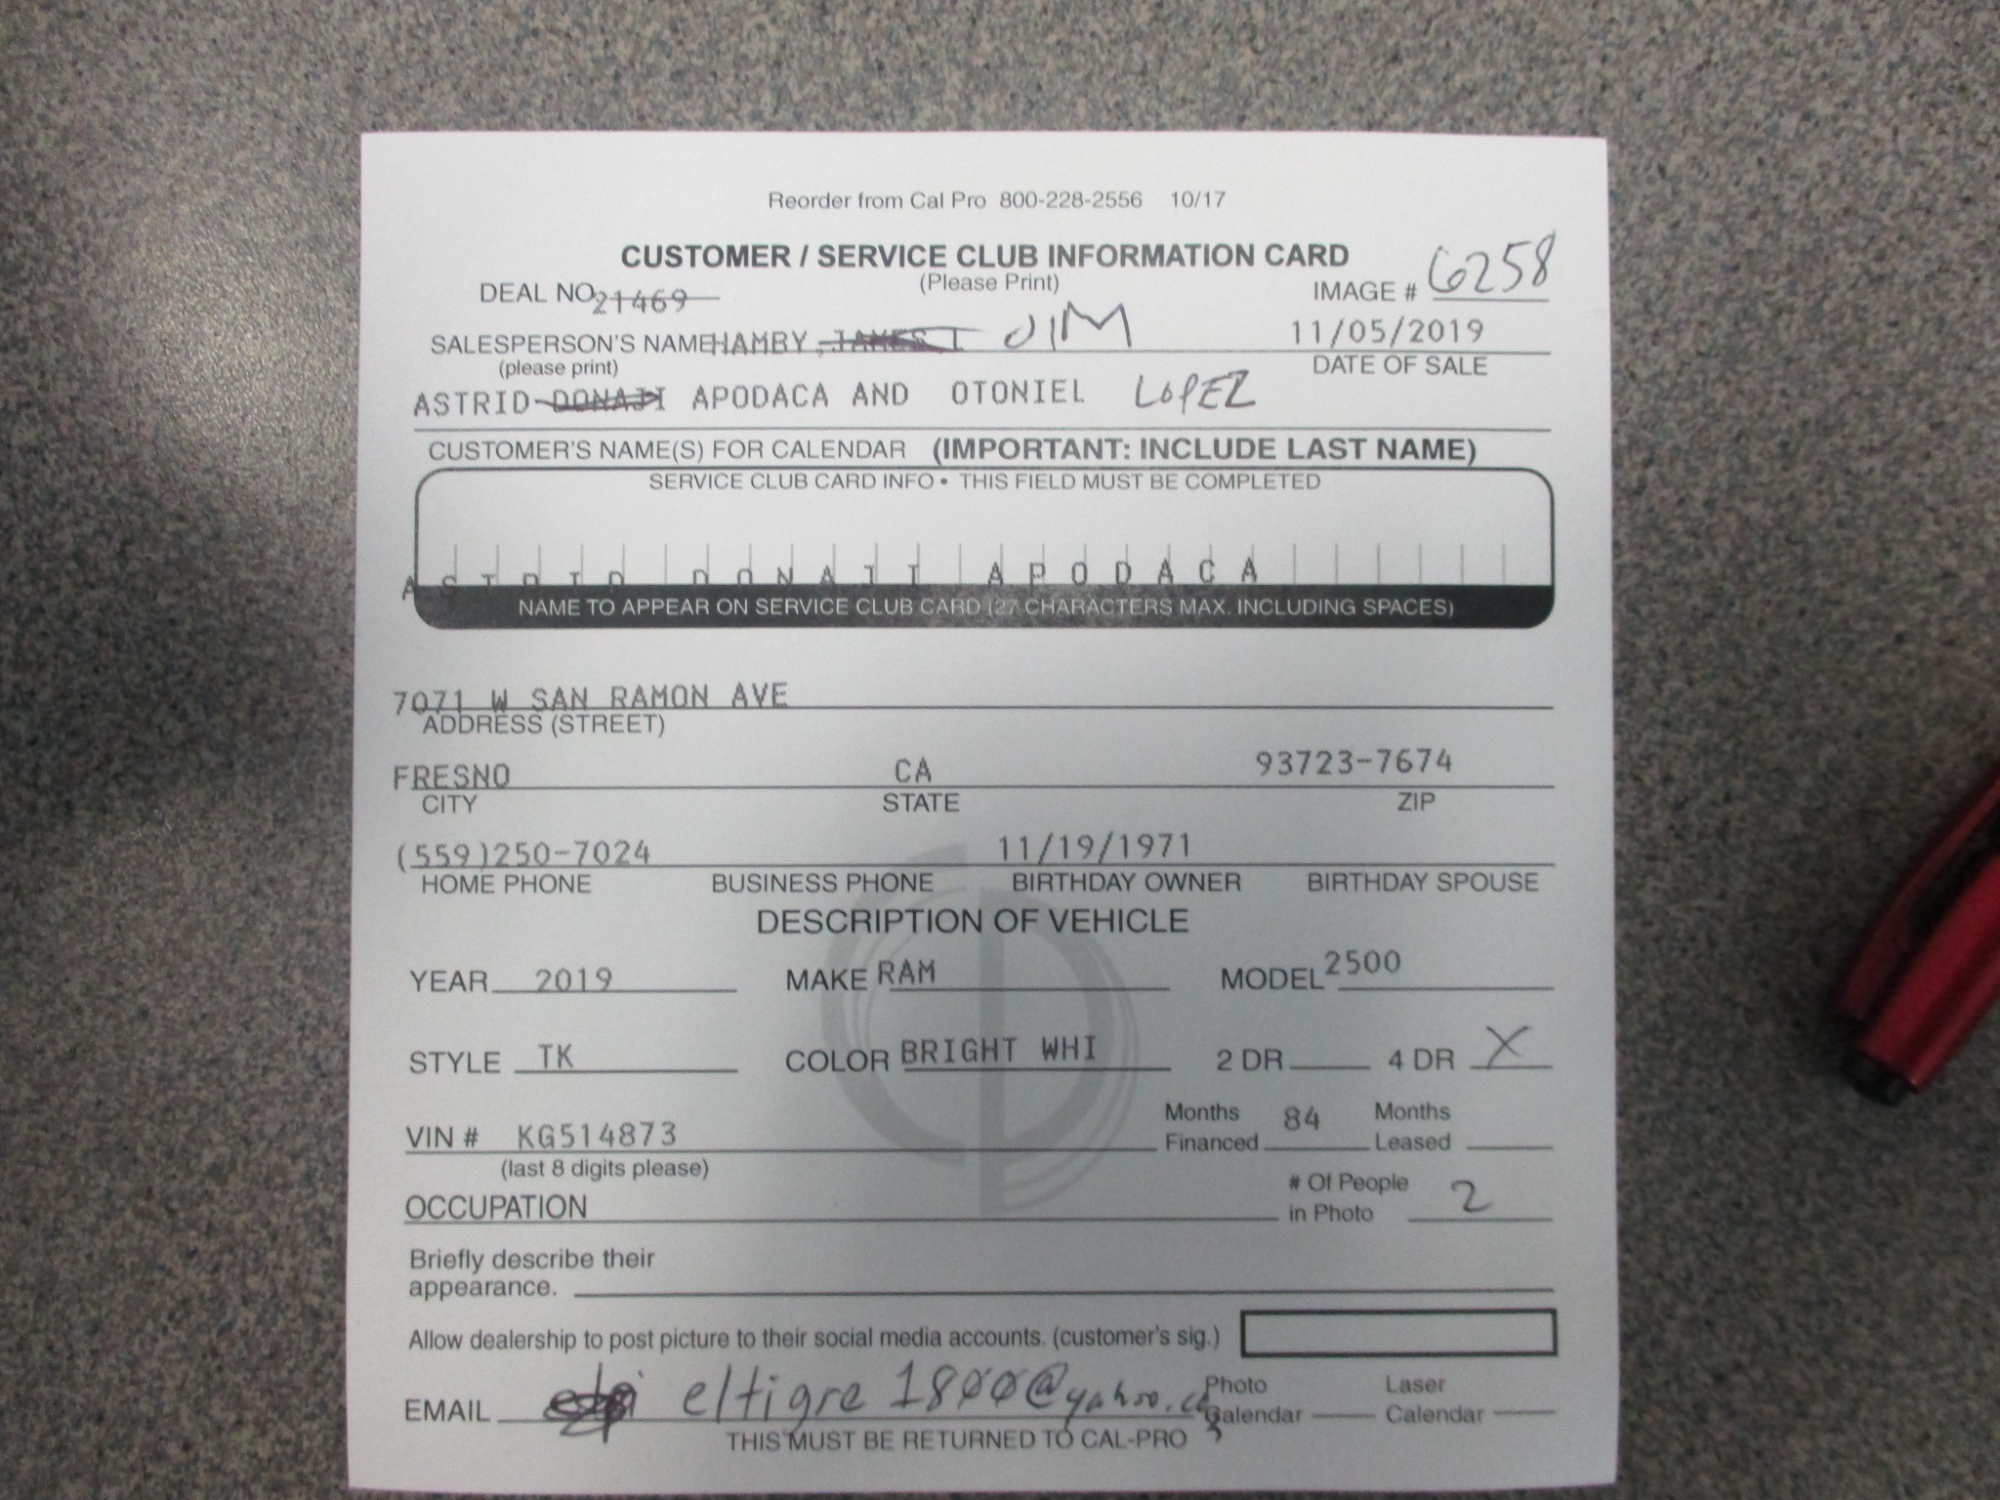 Reorder from Cal Pro 800-228-2556 10/17
CUSTOMER / SERVICE CLUB INFORMATION CARD
(Please Print)
DEAL NO. 21469 IMAGE # 6258
SALESPERSON'S NAME HAMBY, JAMES I JIM 11/05/2019
(please print) DATE OF SALE
ASTRID DONAJI APODACA AND OTONIEL LOPEZ
CUSTOMER'S NAME(S) FOR CALENDAR (IMPORTANT: INCLUDE LAST NAME)
SERVICE CLUB CARD INFO • THIS FIELD MUST BE COMPLETED
ASTRID DONAJI APODACA
NAME TO APPEAR ON SERVICE CLUB CARD (27 CHARACTERS MAX. INCLUDING SPACES)
7071 W SAN RAMON AVE
ADDRESS (STREET)
FRESNO CA 93723-7674
CITY STATE ZIP
(559)250-7024 11/19/1971
HOME PHONE BUSINESS PHONE BIRTHDAY OWNER BIRTHDAY SPOUSE
DESCRIPTION OF VEHICLE
YEAR 2019 MAKE RAM MODEL 2500
STYLE TK COLOR BRIGHT WHI 2 DR 4 DR X
VIN # KG514873 Months Financed 84 Months Leased
(last 8 digits please)
OCCUPATION # Of People in Photo 2
Briefly describe their
appearance.
Allow dealership to post picture to their social media accounts. (customer's sig.)
EMAIL eltigre1800@yahoo.co Photo Calendar Laser Calendar
THIS MUST BE RETURNED TO CAL-PRO